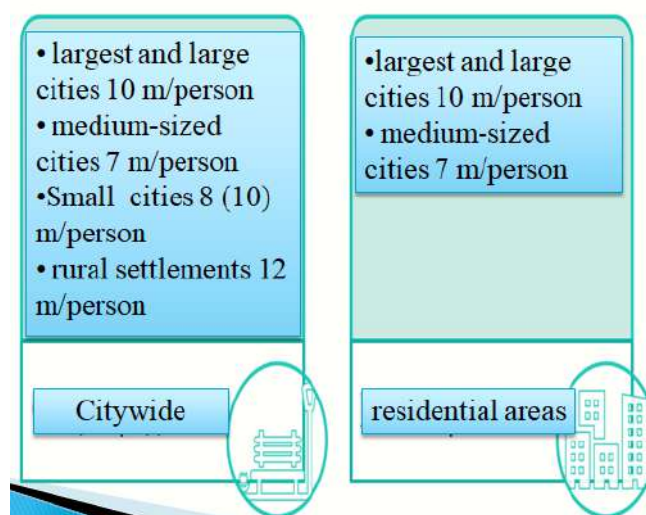 • largest and large
cities 10 m/person
• medium-sized
cities 7 m/person
•Small cities 8 (10)
m/person
• rural settlements 12
m/person
Citywide
•largest and large
cities 10 m/person
• medium-sized
cities 7 m/person
residential areas